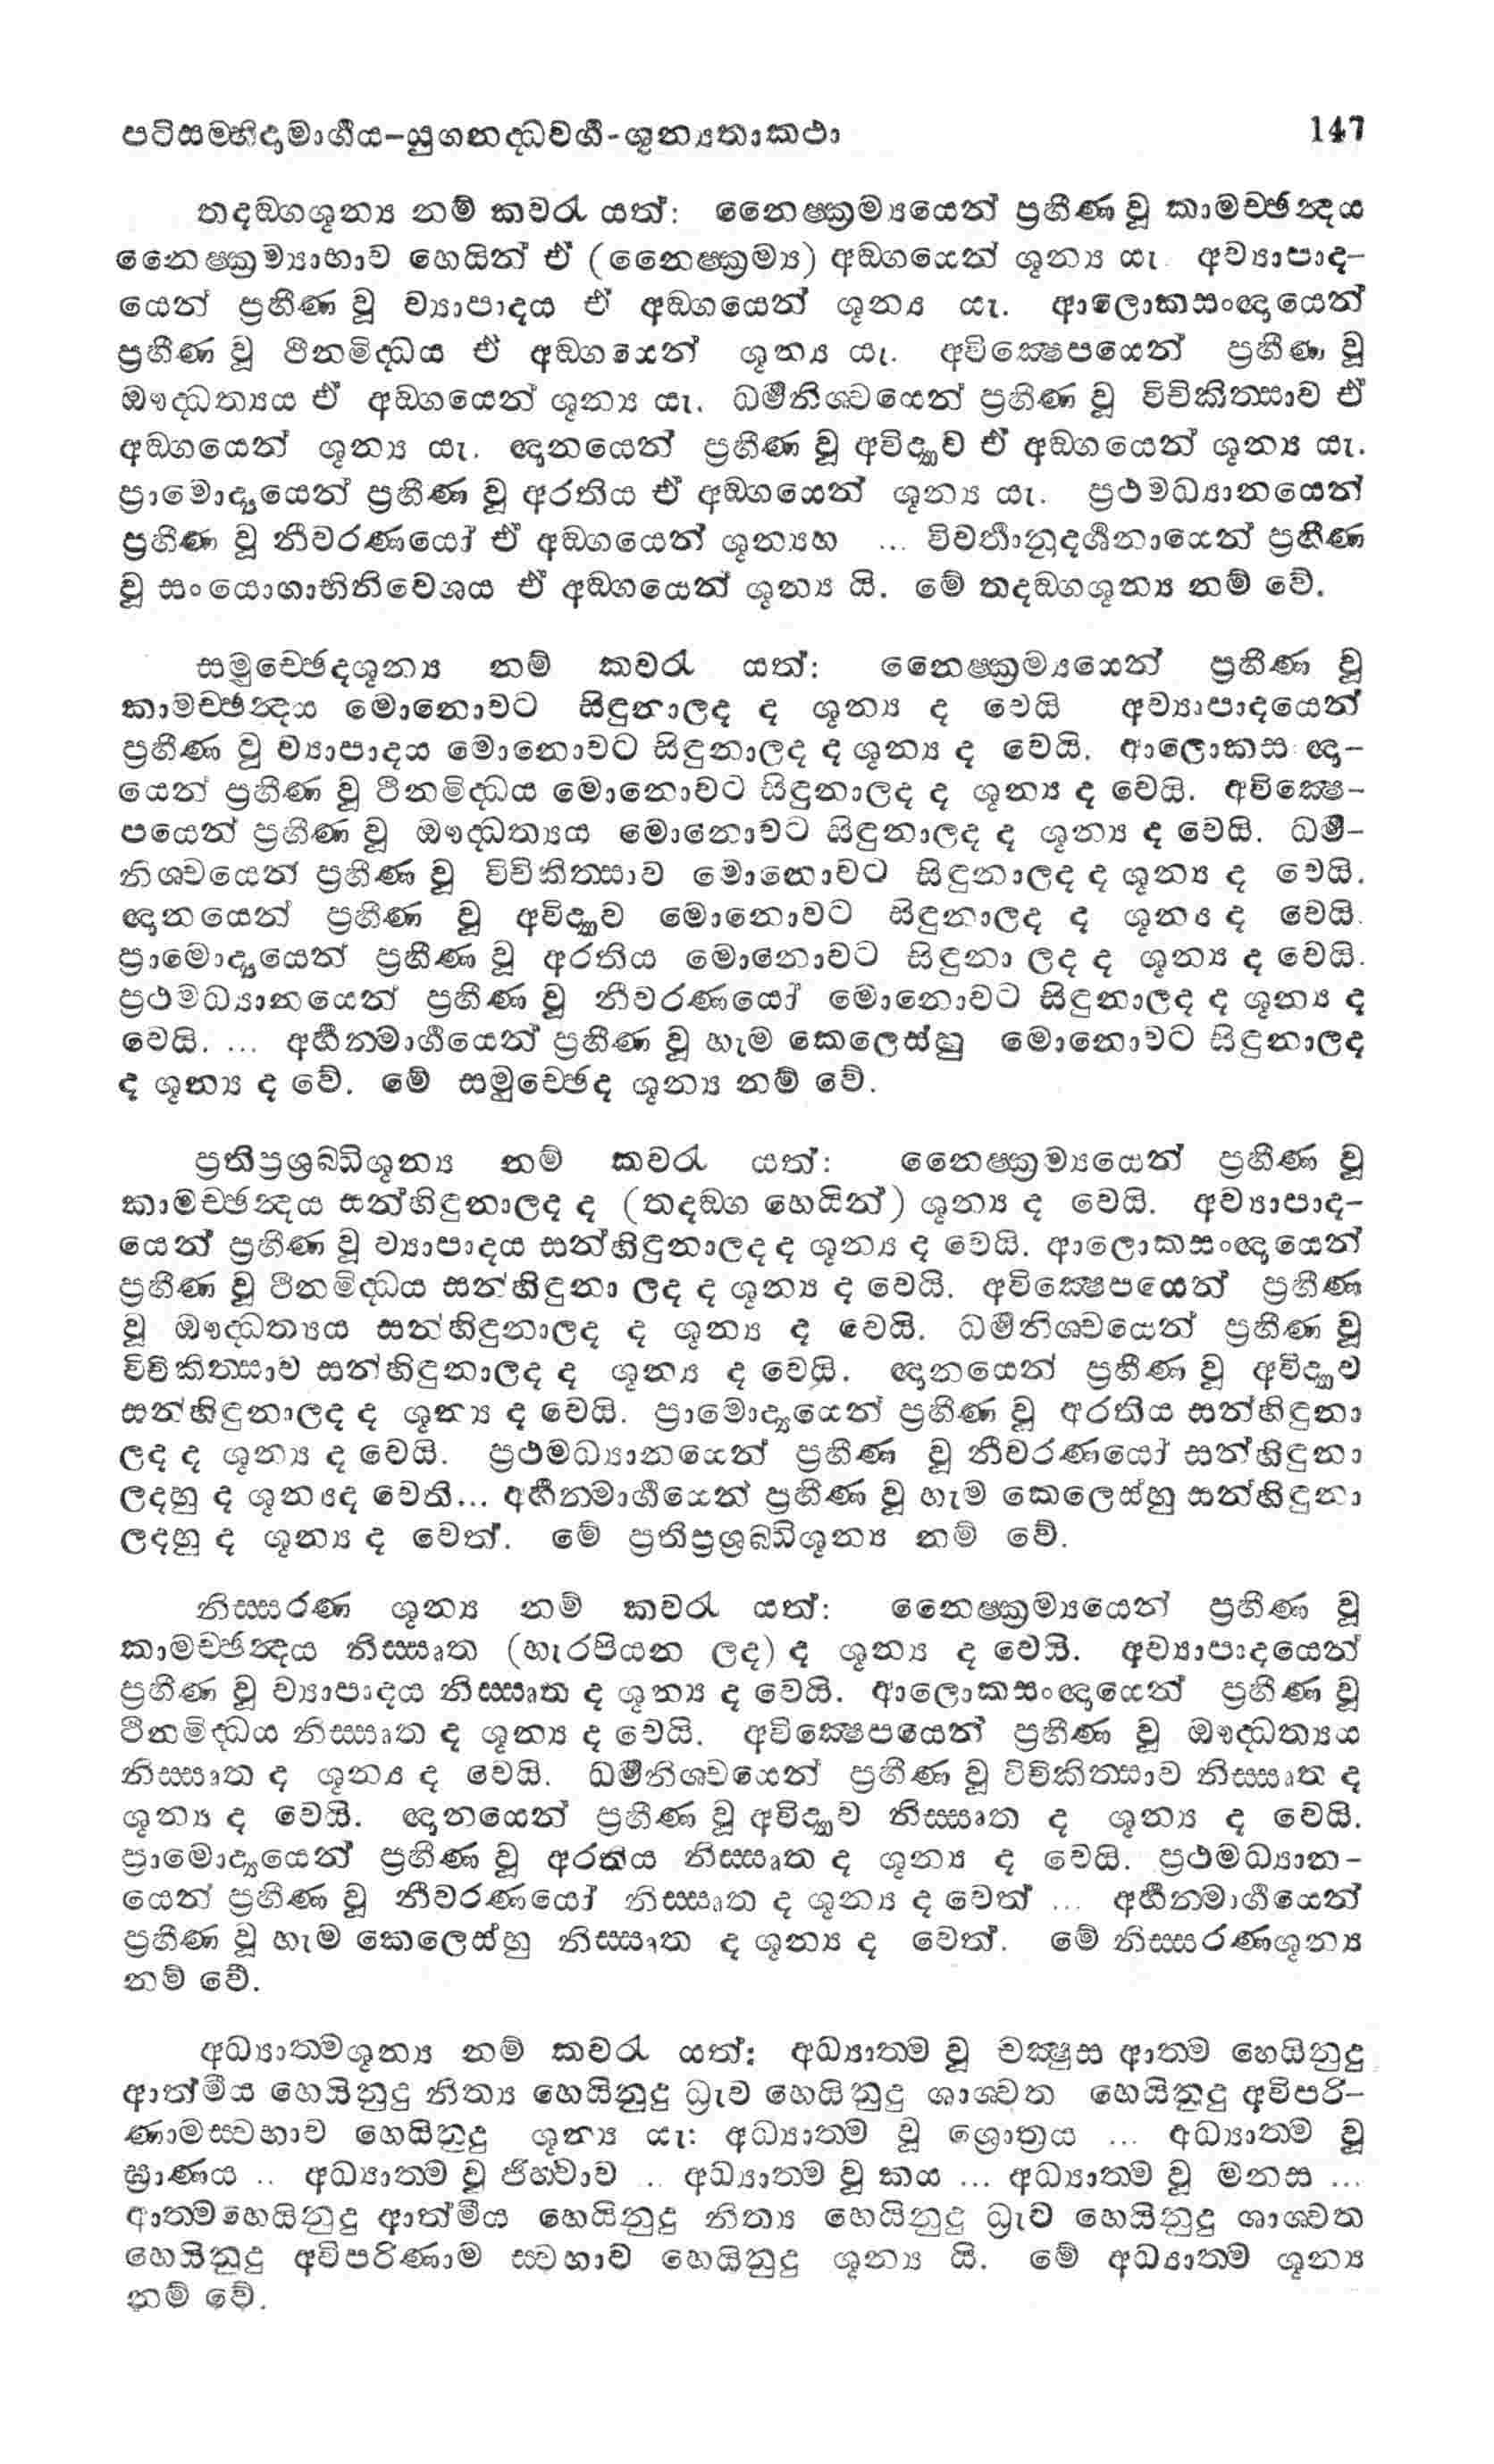 පටිසම්භිදාමාර්ගය-යුගනද්ධවර්ග-ශූන්‍යතාකථා 147
තදඞ්ගශූන්‍ය නම් කවරැ යත්: නෛෂ්ක්‍රම්‍යයෙන් ප්‍රහීණ වූ කාමච්ඡන්දය
නෛෂ්ක්‍රම්‍යාභාව හෙයින් ඒ (නෛෂ්ක්‍රම්‍ය) අඞ්ගයෙන් ශූන්‍ය යැ. අව්‍යාපාද-
යෙන් ප්‍රහීණ වූ ව්‍යාපාදය ඒ අඞ්ගයෙන් ශූන්‍ය යැ. ආලොකසංඥායෙන්
ප්‍රහීණ වූ ථීනමිද්ධය ඒ අඞ්ගයෙන් ශූන්‍ය යැ. අවික්ෂෙපයෙන් ප්‍රහීණ වූ
ඖද්ධත්‍යය ඒ අඞ්ගයෙන් ශූන්‍ය යැ. ධර්මනිශ්චයෙන් ප්‍රහීණ වූ විචිකිත්සාව ඒ
අඞ්ගයෙන් ශූන්‍ය යැ. ඥානයෙන් ප්‍රහීණ වූ අවිද්‍යාව ඒ අඞ්ගයෙන් ශූන්‍ය යැ.
ප්‍රාමොද්‍යයෙන් ප්‍රහීණ වූ අරතිය ඒ අඞ්ගයෙන් ශූන්‍ය යැ. ප්‍රථමධ්‍යානයෙන්
ප්‍රහීණ වූ නීවරණයෝ ඒ අඞ්ගයෙන් ශූන්‍යහ ... විවර්තානුදර්ශනායෙන් ප්‍රහීණ
වූ සංයොගාභිනිවෙශය ඒ අඞ්ගයෙන් ශූන්‍ය යි. මේ තදඞ්ගශූන්‍ය නම් වේ.
සමුච්ඡෙදශූන්‍ය නම් කවරැ යත්: නෛෂ්ක්‍රම්‍යයෙන් ප්‍රහීණ වූ
කාමච්ඡන්දය මොනොවට සිඳුනාලද ද ශූන්‍ය ද වෙයි අව්‍යාපාදයෙන්
ප්‍රහීණ වූ ව්‍යාපාදය මොනොවට සිඳුනාලද ද ශූන්‍ය ද වෙයි. ආලොකසංඥා-
යෙන් ප්‍රහීණ වූ ථීනමිද්ධය මොනොවට සිඳුනාලද ද ශූන්‍ය ද වෙයි. අවික්ෂෙ-
පයෙන් ප්‍රහීණ වූ ඖද්ධත්‍යය මොනොවට සිඳුනාලද ද ශූන්‍ය ද වෙයි. ධර්ම-
නිශ්චයෙන් ප්‍රහීණ වූ විචිකිත්සාව මොනොවට සිඳුනාලද ද ශූන්‍ය ද වෙයි.
ඥානයෙන් ප්‍රහීණ වූ අවිද්‍යාව මොනොවට සිඳුනාලද ද ශූන්‍ය ද වෙයි.
ප්‍රාමොද්‍යයෙන් ප්‍රහීණ වූ අරතිය මොනොවට සිඳුනා ලද ද ශූන්‍ය ද වෙයි.
ප්‍රථමධ්‍යානයෙන් ප්‍රහීණ වූ නීවරණයෝ මොනොවට සිඳුනාලද ද ශූන්‍ය ද
වෙයි. ... අර්හත්මාර්ගයෙන් ප්‍රහීණ වූ හැම කෙලෙස්හු මොනොවට සිඳුනාලද
ද ශූන්‍ය ද වේ. මේ සමුච්ඡෙද ශූන්‍ය නම් වේ.
ප්‍රතිප්‍රශ්‍රබ්ධිශූන්‍ය නම් කවරැ යත්: නෛෂ්ක්‍රම්‍යයෙන් ප්‍රහීණ වූ
කාමච්ඡන්දය සන්හිඳුනාලද ද (තදඞ්ග හෙයින්) ශූන්‍ය ද වෙයි. අව්‍යාපාද-
යෙන් ප්‍රහීණ වූ ව්‍යාපාදය සන්හිඳුනාලද ද ශූන්‍ය ද වෙයි. ආලොකසංඥායෙන්
ප්‍රහීණ වූ ථීනමිද්ධය සන්හිඳුනා ලද ද ශූන්‍ය ද වෙයි. අවික්ෂෙපයෙන් ප්‍රහීණ
වූ ඖද්ධත්‍යය සන්හිඳුනාලද ද ශූන්‍ය ද වෙයි. ධර්මනිශ්චයෙන් ප්‍රහීණ වූ
විචිකිත්සාව සන්හිඳුනාලද ද ශූන්‍ය ද වෙයි. ඥානයෙන් ප්‍රහීණ වූ අවිද්‍යාව
සන්හිඳුනාලද ද ශූන්‍ය ද වෙයි. ප්‍රාමොද්‍යයෙන් ප්‍රහීණ වූ අරතිය සන්හිඳුනා
ලද ද ශූන්‍ය ද වෙයි. ප්‍රථමධ්‍යානයෙන් ප්‍රහීණ වූ නීවරණයෝ සන්හිඳුනා
ලදහු ද ශූන්‍යද වෙති... අර්හත්මාර්ගයෙන් ප්‍රහීණ වූ හැම කෙලෙස්හු සන්හිඳුනා
ලදහු ද ශූන්‍ය ද වෙත්. මේ ප්‍රතිප්‍රශ්‍රබ්ධිශූන්‍ය නම් වේ.
නිස්සරණ ශූන්‍ය නම් කවරැ යත්: නෛෂ්ක්‍රම්‍යයෙන් ප්‍රහීණ වූ
කාමච්ඡන්දය නිස්සෘත (හැරපියන ලද) ද ශූන්‍ය ද වෙයි. අව්‍යාපාදයෙන්
ප්‍රහීණ වූ ව්‍යාපාදය නිස්සෘත ද ශූන්‍ය ද වෙයි. ආලොකසංඥායෙන් ප්‍රහීණ වූ
ථීනමිද්ධය නිස්සෘත ද ශූන්‍ය ද වෙයි. අවික්ෂෙපයෙන් ප්‍රහීණ වූ ඖද්ධත්‍යය
නිස්සෘත ද ශූන්‍ය ද වෙයි. ධර්මනිශ්චයෙන් ප්‍රහීණ වූ විචිකිත්සාව නිස්සෘත ද
ශූන්‍ය ද වෙයි. ඥානයෙන් ප්‍රහීණ වූ අවිද්‍යාව නිස්සෘත ද ශූන්‍ය ද වෙයි.
ප්‍රාමොද්‍යයෙන් ප්‍රහීණ වූ අරතිය නිස්සෘත ද ශූන්‍ය ද වෙයි. ප්‍රථමධ්‍යාන-
යෙන් ප්‍රහීණ වූ නීවරණයෝ නිස්සෘත ද ශූන්‍ය ද වෙත් ... අර්හත්මාර්ගයෙන්
ප්‍රහීණ වූ හැම කෙලෙස්හු නිස්සෘත ද ශූන්‍ය ද වෙත්. මේ නිස්සරණශූන්‍ය
නම් වේ.
අධ්‍යාත්මශූන්‍ය නම් කවරැ යත්: අධ්‍යාත්ම වූ චක්ෂුස ආත්ම හෙයිනුදු
ආත්මීය හෙයිනුදු නිත්‍ය හෙයිනුදු ධ්‍රැව හෙයිනුදු ශාශ්වත හෙයිනුදු අවිපරි-
ණාමස්වභාව හෙයිනුදු ශූන්‍ය යැ: අධ්‍යාත්ම වූ ශ්‍රොත්‍රය ... අධ්‍යාත්ම වූ
ඝ්‍රාණය .. අධ්‍යාත්ම වූ ජිහ්වාව .. අධ්‍යාත්ම වූ කය ... අධ්‍යාත්ම වූ මනස ...
ආත්මහෙයිනුදු ආත්මීය හෙයිනුදු නිත්‍ය හෙයිනුදු ධ්‍රැව හෙයිනුදු ශාශ්වත
හෙයිනුදු අවිපරිණාම ස්වභාව හෙයිනුදු ශූන්‍ය යි. මේ අධ්‍යාත්ම ශූන්‍ය
නම් වේ.